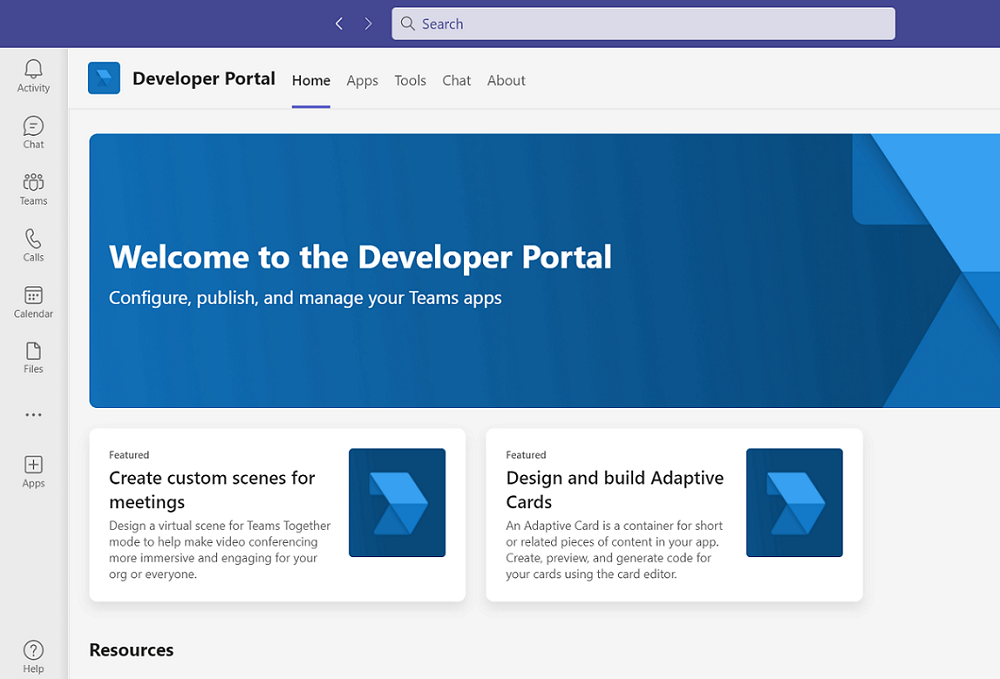 Search
Activity
Chat
Teams
Calls
Calendar
Files
Apps
Help
Developer Portal Home Apps Tools Chat About
Welcome to the Developer Portal
Configure, publish, and manage your Teams apps
Featured
Create custom scenes for
meetings
Design a virtual scene for Teams Together
mode to help make video conferencing
more immersive and engaging for your
org or everyone.
Featured
Design and build Adaptive
Cards
An Adaptive Card is a container for short
or related pieces of content in your app.
Create, preview, and generate code for
your cards using the card editor.
Resources